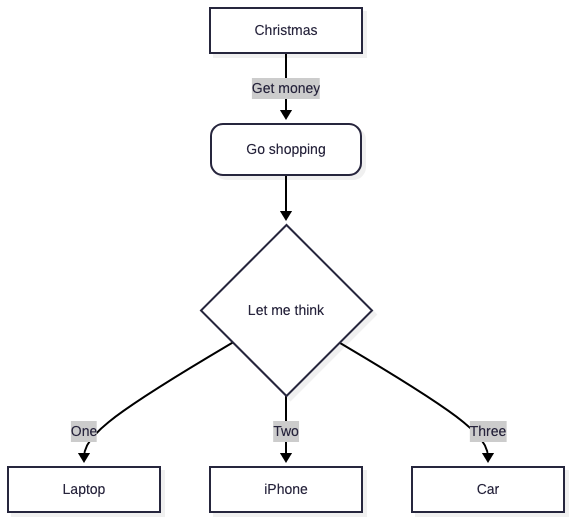 Christmas
Get money
Go shopping
Let me think
One
Two
Three
Laptop
iPhone
Car